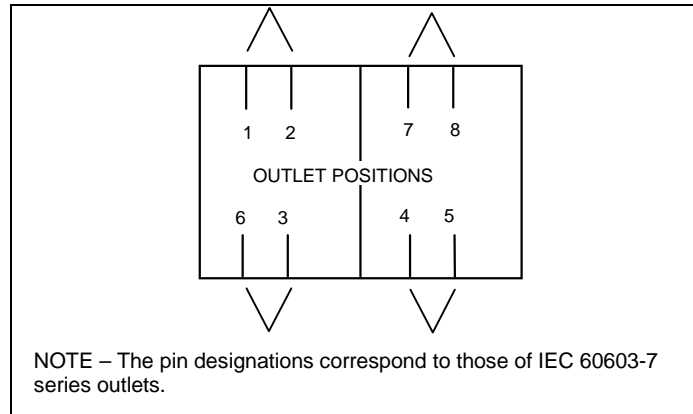 1 2 7 8
OUTLET POSITIONS
6 3 4 5
NOTE – The pin designations correspond to those of IEC 60603-7
series outlets.